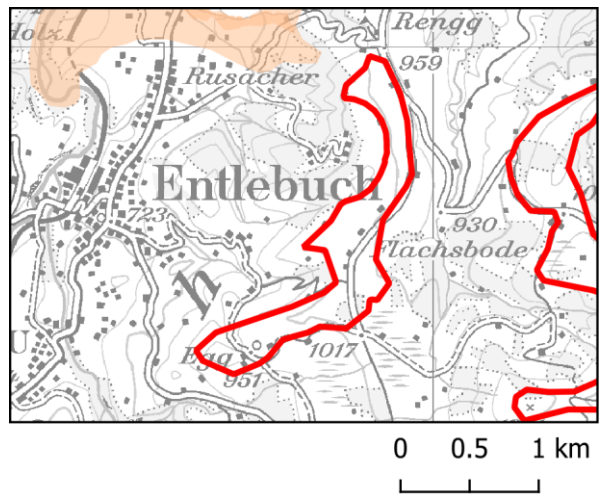 Holz
Rengg
959
Rusacher
Entlebuch
723
930
Flachsbode
h
U
1017
Egg
951
0 0.5 1 km